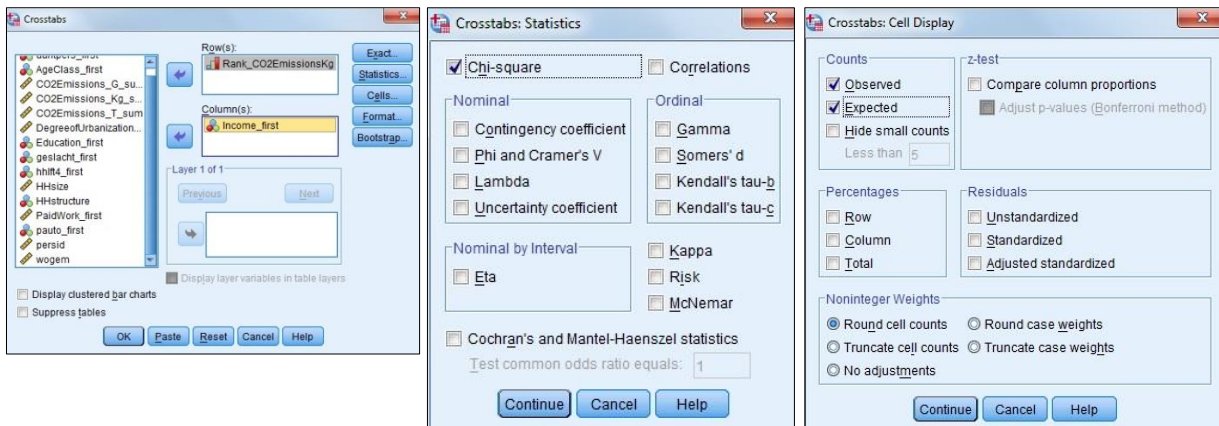 Crosstabs
AgeClass_first
CO2Emissions_G_su...
CO2Emissions_Kg_s...
CO2Emissions_T_sum
DegreeofUrbanization...
Education_first
geslacht_first
hhlft4_first
HHsize
HHstructure
PaidWork_first
pauto_first
persid
wogem
Row(s):
Rank_CO2EmissionsKg
Column(s):
Income_first
Layer 1 of 1
Previous
Next
Display layer variables in table layers
Exact...
Statistics...
Cells...
Format...
Bootstrap...
Display clustered bar charts
Suppress tables
OK Paste Reset Cancel Help
Crosstabs: Statistics
Chi-square
Correlations
Nominal
Contingency coefficient
Phi and Cramer's V
Lambda
Uncertainty coefficient
Ordinal
Gamma
Somers' d
Kendall's tau-b
Kendall's tau-c
Nominal by Interval
Eta
Kappa
Risk
McNemar
Cochran's and Mantel-Haenszel statistics
Test common odds ratio equals: 1
Continue Cancel Help
Crosstabs: Cell Display
Counts
Observed
Expected
Hide small counts
Less than 5
z-test
Compare column proportions
Adjust p-values (Bonferroni method)
Percentages
Row
Column
Total
Residuals
Unstandardized
Standardized
Adjusted standardized
Noninteger Weights
Round cell counts Round case weights
Truncate cell counts Truncate case weights
No adjustments
Continue Cancel Help